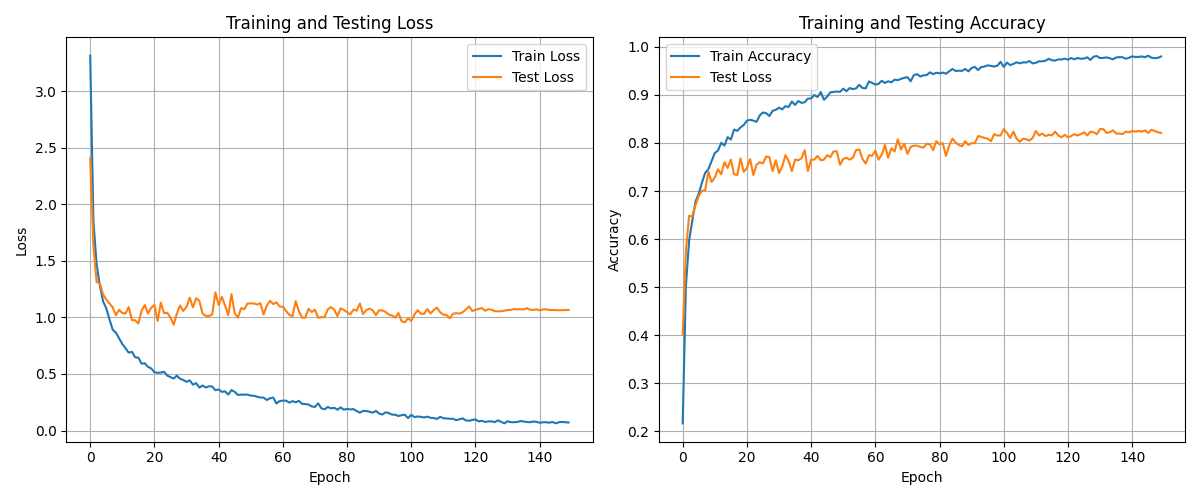 Training and Testing Loss
Train Loss
Test Loss
Loss
3.0
2.5
2.0
1.5
1.0
0.5
0.0
0 20 40 60 80 100 120 140
Epoch
Training and Testing Accuracy
Train Accuracy
Test Loss
Accuracy
1.0
0.9
0.8
0.7
0.6
0.5
0.4
0.3
0.2
0 20 40 60 80 100 120 140
Epoch